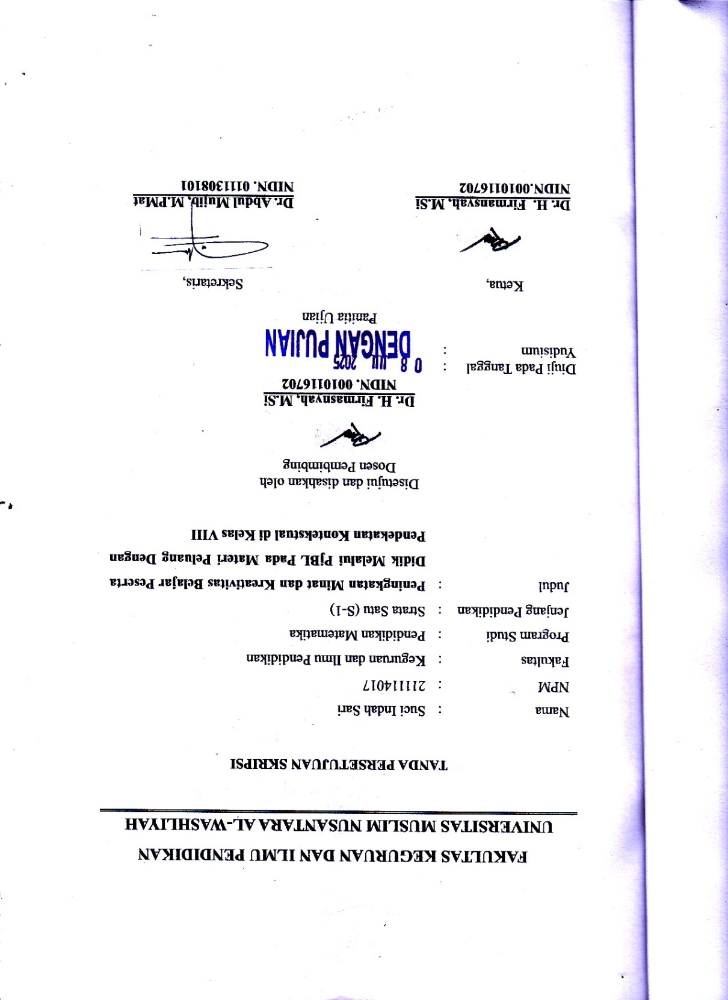 FAKULTAS KEGURUAN DAN ILMU PENDIDIKAN
UNIVERSITAS MUSLIM NUSANTARA AL-WASHLIYAH
TANDA PERSETUJUAN SKRIPSI
Nama : Suci Indah Sari
NPM : 211114017
Fakultas : Keguruan dan Ilmu Pendidikan
Program Studi : Pendidikan Matematika
Jenjang Pendidikan : Strata Satu (S-1)
Judul : Peningkatan Minat dan Kreativitas Belajar Peserta
Didik Melalui PjBL Pada Materi Peluang Dengan
Pendekatan Kontekstual di Kelas VIII
Disetujui dan disahkan oleh
Dosen Pembimbing
Dr. H. Firmasnyah, M.Si
NIDN. 0010116702
Diuji Pada Tanggal : 0 8 JUL 2025
Yudisium : DENGAN PUJIAN
Panitia Ujian
Ketua, Sekretaris,
Dr. H. Firmansyah, M.Si Dr. Abdul Mujib, M.PMat
NIDN.0010116702 NIDN. 0111308101